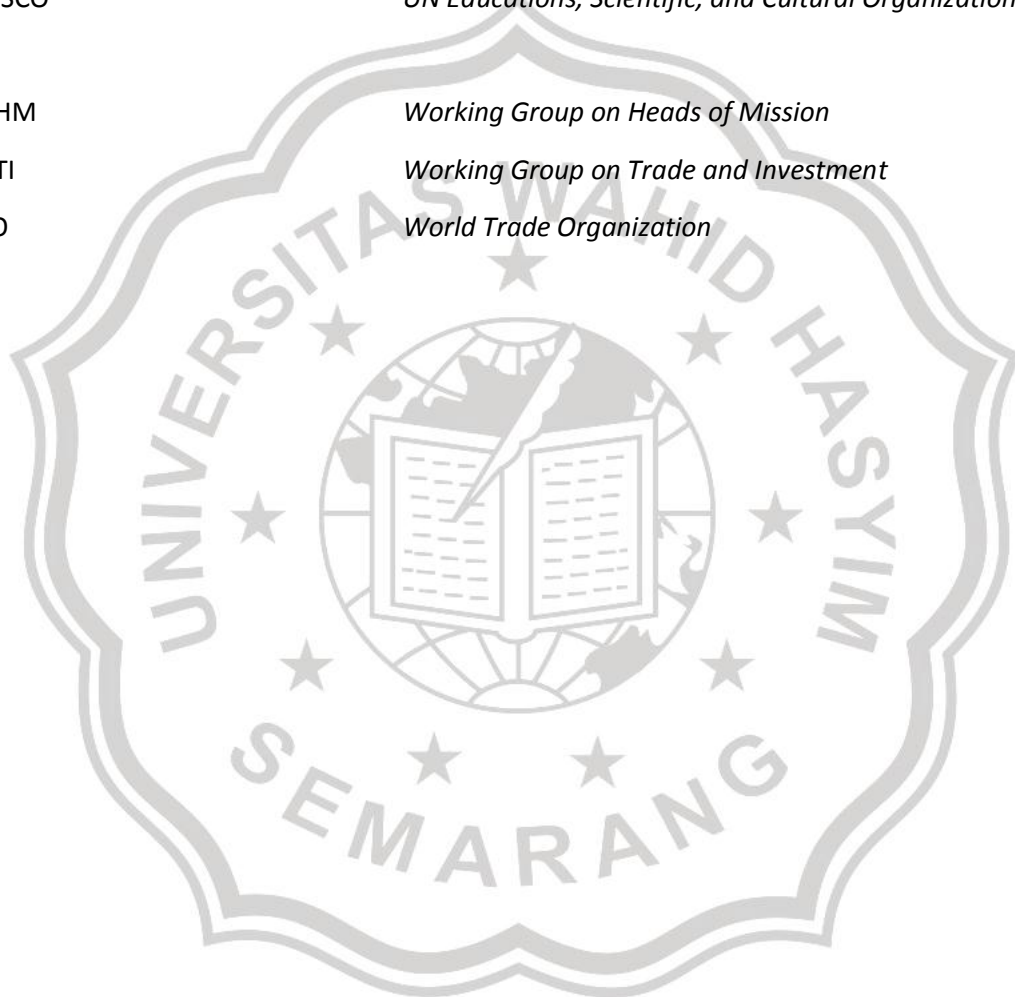 SCO UN Educations, Scientific, and Cultural Organization
HM Working Group on Heads of Mission
TI Working Group on Trade and Investment
O World Trade Organization
UNIVERSITAS WAHID HASYIM
SEMARANG